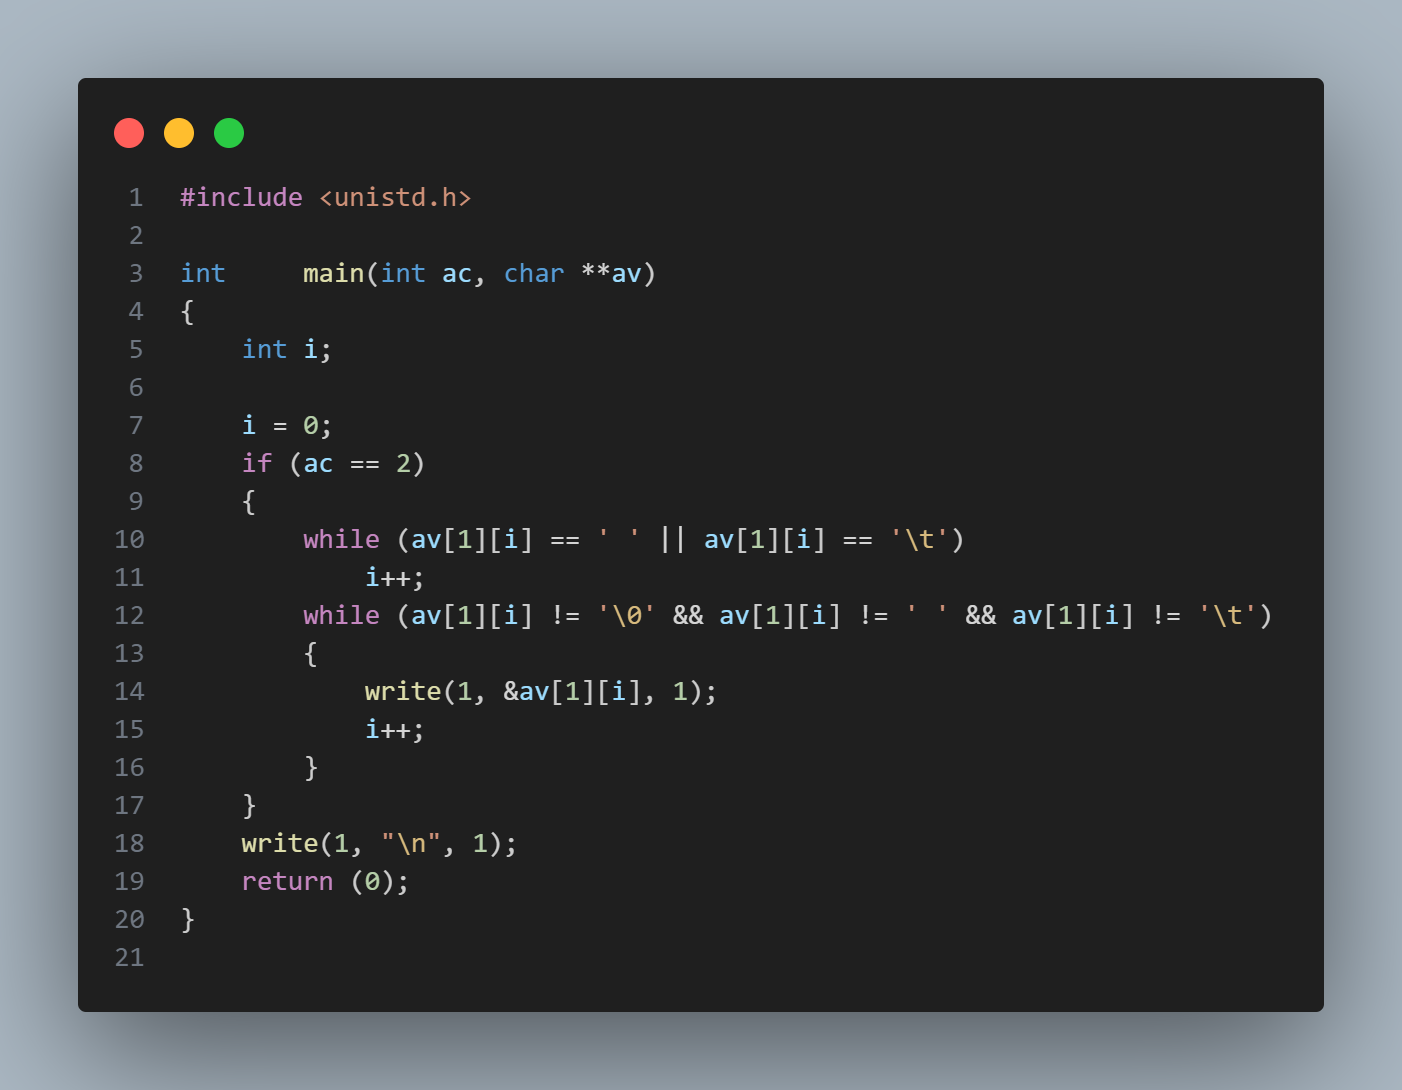 1 #include <unistd.h>
2
3 int     main(int ac, char **av)
4 {
5     int i;
6
7     i = 0;
8     if (ac == 2)
9     {
10         while (av[1][i] == ' ' || av[1][i] == '\t')
11             i++;
12         while (av[1][i] != '\0' && av[1][i] != ' ' && av[1][i] != '\t')
13         {
14             write(1, &av[1][i], 1);
15             i++;
16         }
17     }
18     write(1, "\n", 1);
19     return (0);
20 }
21